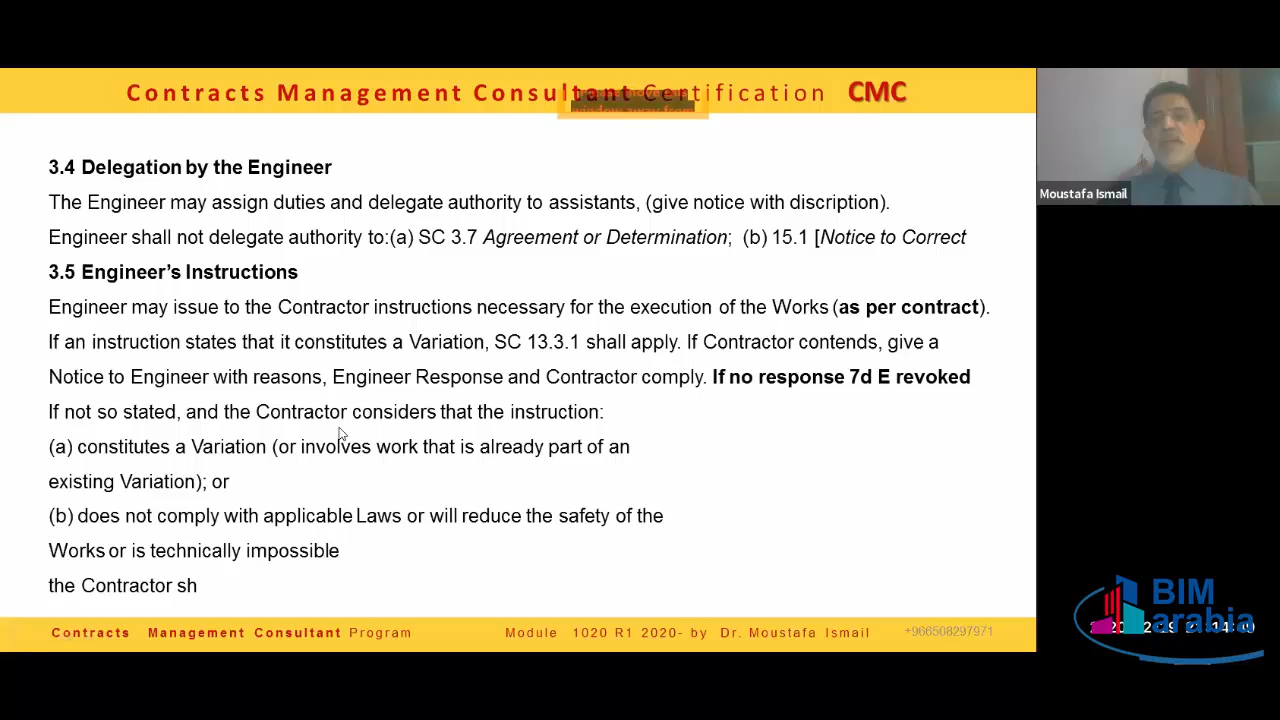 Contracts Management Consultant Certification CMC
3.4 Delegation by the Engineer
The Engineer may assign duties and delegate authority to assistants, (give notice with discription).
Engineer shall not delegate authority to:(a) SC 3.7 Agreement or Determination; (b) 15.1 [Notice to Correct
3.5 Engineer’s Instructions
Engineer may issue to the Contractor instructions necessary for the execution of the Works (as per contract).
If an instruction states that it constitutes a Variation, SC 13.3.1 shall apply. If Contractor contends, give a
Notice to Engineer with reasons, Engineer Response and Contractor comply. If no response 7d E revoked
If not so stated, and the Contractor considers that the instruction:
(a) constitutes a Variation (or involves work that is already part of an
existing Variation); or
(b) does not comply with applicable Laws or will reduce the safety of the
Works or is technically impossible
the Contractor sh
Contracts Management Consultant Program Module 1020 R1 2020- by Dr. Moustafa Ismail +966508297971
Moustafa Ismail
BIM
arabia